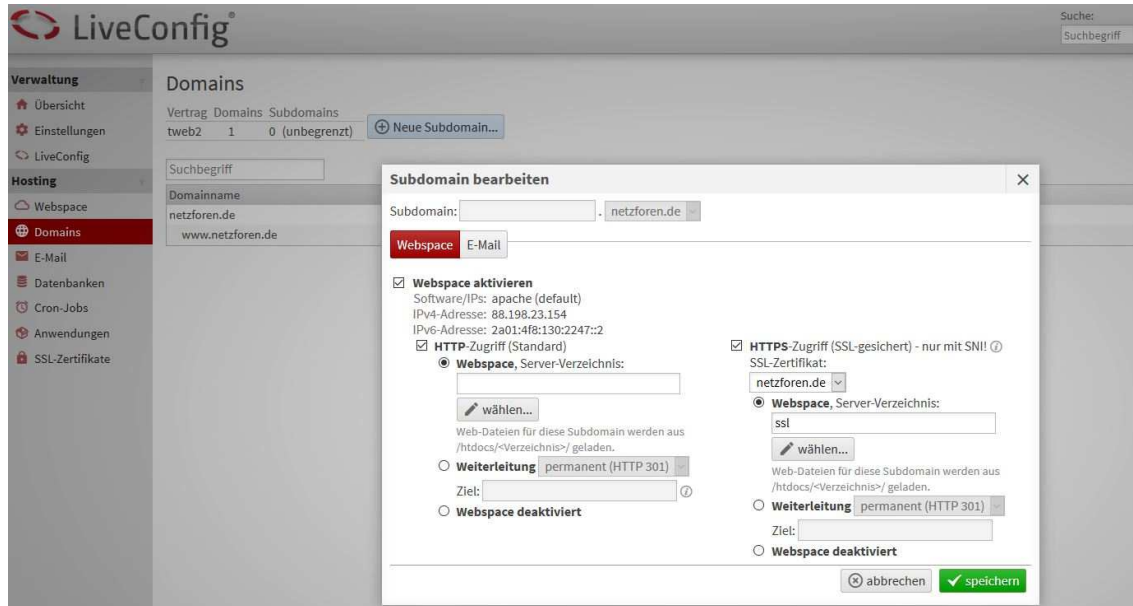 LiveConfig®
Suche:
Suchbegriff
Verwaltung
Übersicht
Einstellungen
LiveConfig
Hosting
Webspace
Domains
E-Mail
Datenbanken
Cron-Jobs
Anwendungen
SSL-Zertifikate
Domains
Vertrag Domains Subdomains
tweb2 1 0 (unbegrenzt)
Neue Subdomain...
Suchbegriff
Domainname
netzforen.de
www.netzforen.de
Subdomain bearbeiten
Subdomain: . netzforen.de
Webspace E-Mail
Webspace aktivieren
Software/IPs: apache (default)
IPv4-Adresse: 88.198.23.154
IPv6-Adresse: 2a01:4f8:130:2247::2
HTTP-Zugriff (Standard)
Webspace, Server-Verzeichnis:
wählen...
Web-Dateien für diese Subdomain werden aus
/htdocs/<Verzeichnis>/ geladen.
Weiterleitung permanent (HTTP 301)
Ziel:
Webspace deaktiviert
HTTPS-Zugriff (SSL-gesichert) - nur mit SNI!
SSL-Zertifikat:
netzforen.de
Webspace, Server-Verzeichnis:
ssl
wählen...
Web-Dateien für diese Subdomain werden aus
/htdocs/<Verzeichnis>/ geladen.
Weiterleitung permanent (HTTP 301)
Ziel:
Webspace deaktiviert
abbrechen speichern